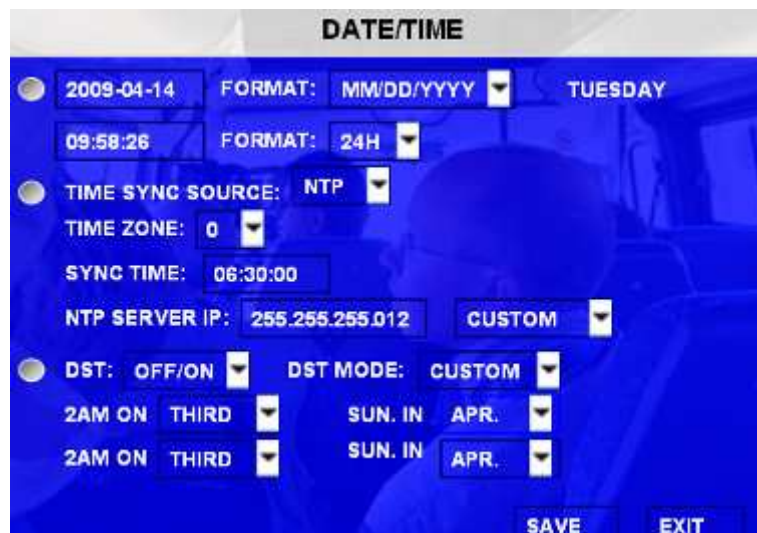 DATE/TIME
2009-04-14 FORMAT: MM/DD/YYYY TUESDAY
09:58:26 FORMAT: 24H
TIME SYNC SOURCE: NTP
TIME ZONE: 0
SYNC TIME: 06:30:00
NTP SERVER IP: 255.255.255.012 CUSTOM
DST: OFF/ON DST MODE: CUSTOM
2AM ON THIRD SUN. IN APR.
2AM ON THIRD SUN. IN APR.
SAVE EXIT